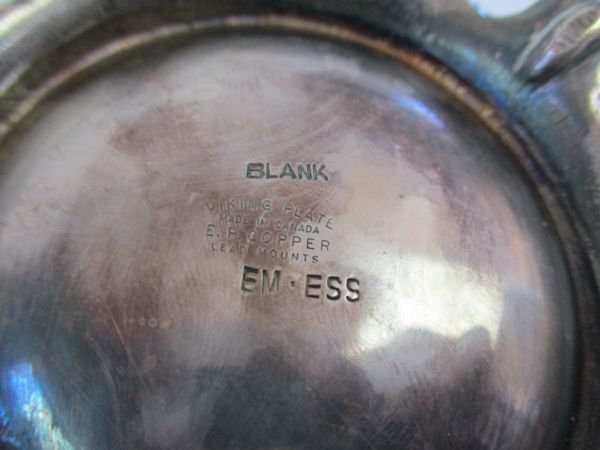 BLANK
VIKING PLATE
MADE IN CANADA
E. P. COPPER
LEAD MOUNTS
EM·ESS